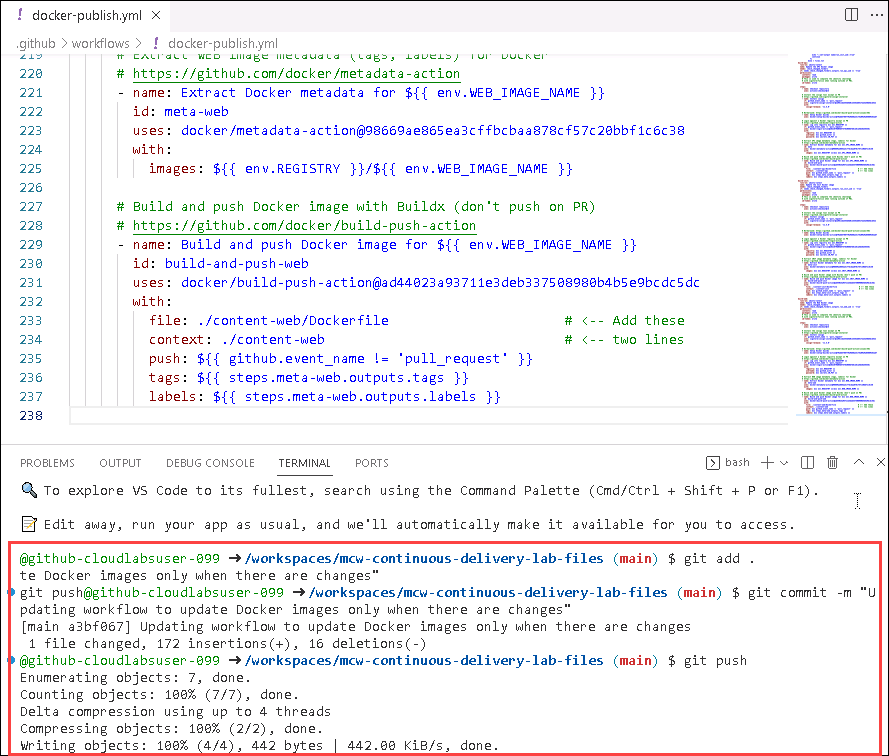 docker-publish.yml
.github > workflows > docker-publish.yml
219 # Extract Web image metadata (tags, labels) for Docker
220 # https://github.com/docker/metadata-action
221 - name: Extract Docker metadata for ${{ env.WEB_IMAGE_NAME }}
222 id: meta-web
223 uses: docker/metadata-action@98669ae865ea3cffbcbaa878cf57c20bbf1c6c38
224 with:
225 images: ${{ env.REGISTRY }}/${{ env.WEB_IMAGE_NAME }}
226
227 # Build and push Docker image with Buildx (don't push on PR)
228 # https://github.com/docker/build-push-action
229 - name: Build and push Docker image for ${{ env.WEB_IMAGE_NAME }}
230 id: build-and-push-web
231 uses: docker/build-push-action@ad44023a93711e3deb337508980b4b5e9bcdc5dc
232 with:
233 file: ./content-web/Dockerfile # <-- Add these
234 context: ./content-web # <-- two lines
235 push: ${{ github.event_name != 'pull_request' }}
236 tags: ${{ steps.meta-web.outputs.tags }}
237 labels: ${{ steps.meta-web.outputs.labels }}
238
PROBLEMS OUTPUT DEBUG CONSOLE TERMINAL PORTS bash
To explore VS Code to its fullest, search using the Command Palette (Cmd/Ctrl + Shift + P or F1).
Edit away, run your app as usual, and we'll automatically make it available for you to access.
@github-cloudlabsuser-099 ➜/workspaces/mcw-continuous-delivery-lab-files (main) $ git add .
te Docker images only when there are changes"
git push@github-cloudlabsuser-099 ➜/workspaces/mcw-continuous-delivery-lab-files (main) $ git commit -m "U
pdating workflow to update Docker images only when there are changes"
[main a3bf067] Updating workflow to update Docker images only when there are changes
1 file changed, 172 insertions(+), 16 deletions(-)
@github-cloudlabsuser-099 ➜/workspaces/mcw-continuous-delivery-lab-files (main) $ git push
Enumerating objects: 7, done.
Counting objects: 100% (7/7), done.
Delta compression using up to 4 threads
Compressing objects: 100% (2/2), done.
Writing objects: 100% (4/4), 442 bytes | 442.00 KiB/s, done.